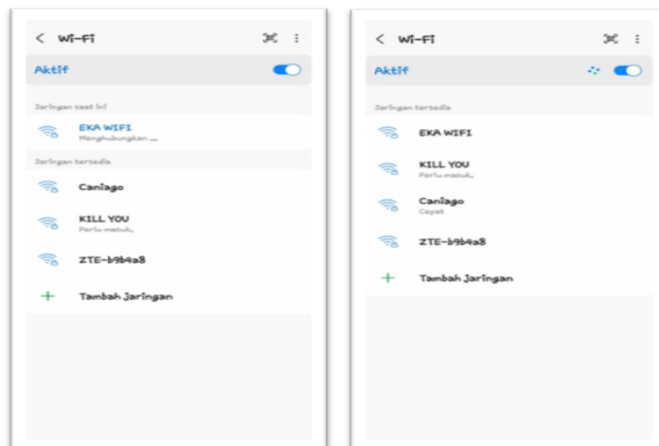 Wi-Fi
Aktif
Jaringan saat ini
EKA WIFI
Menghubungkan ...
Jaringan tersedia
Caniago
KILL YOU
Perlu masuk.
ZTE-b9b4a8
Tambah jaringan
Wi-Fi
Aktif
Jaringan tersedia
EKA WIFI
KILL YOU
Perlu masuk.
Caniago
Cepat
ZTE-b9b4a8
Tambah jaringan